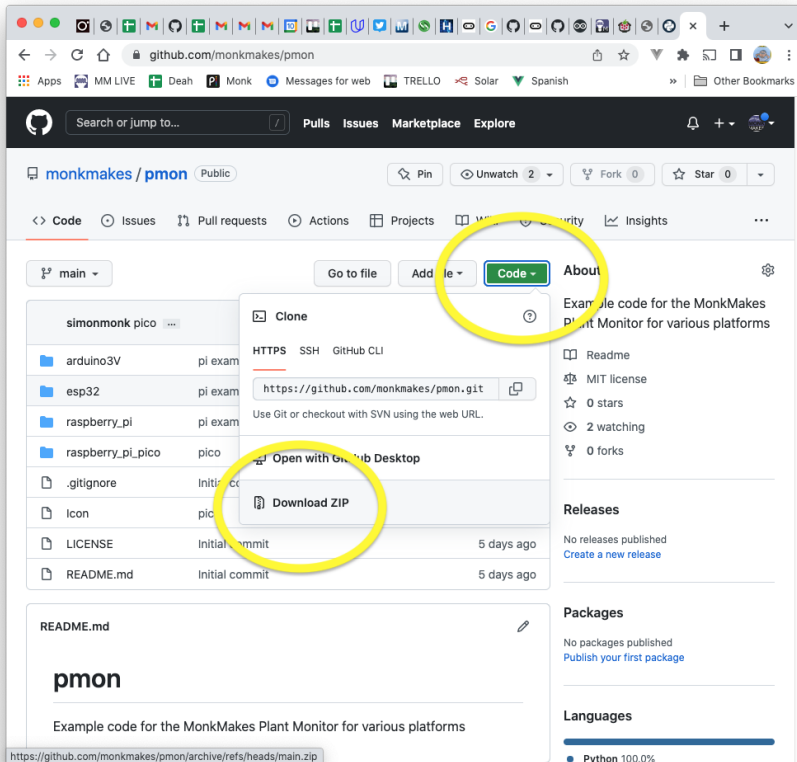 github.com/monkmakes/pmon
Apps MM LIVE Deah Monk Messages for web TRELLO Solar Spanish » Other Bookmarks
Search or jump to... / Pulls Issues Marketplace Explore
monkmakes / pmon Public Pin Unwatch 2 Fork 0 Star 0
<> Code Issues Pull requests Actions Projects Security Insights ...
main Go to file Code About
Example code for the MonkMakes
Plant Monitor for various platforms
Clone
HTTPS SSH GitHub CLI
https://github.com/monkmakes/pmon.git
Use Git or checkout with SVN using the web URL.
Open with GitHub Desktop
Download ZIP
simonmonk pico ...
arduino3V pi exam
esp32 pi exam
raspberry_pi pi exam
raspberry_pi_pico pico
.gitignore Initial
Icon
LICENSE Initial commit 5 days ago
README.md Initial commit 5 days ago
Readme
MIT license
0 stars
2 watching
0 forks
Releases
No releases published
Create a new release
Packages
No packages published
Publish your first package
Languages
Python 100.0%
README.md
pmon
Example code for the MonkMakes Plant Monitor for various platforms
https://github.com/monkmakes/pmon/archive/refs/heads/main.zip